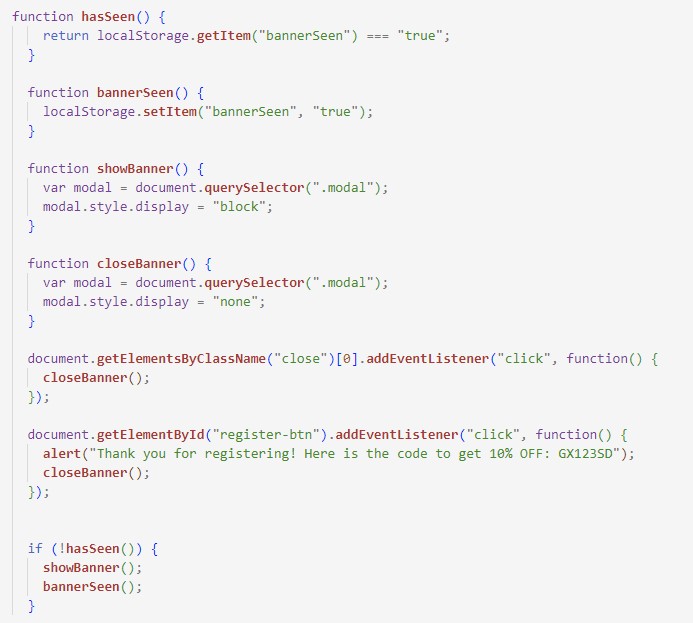 function hasSeen() {
return localStorage.getItem("bannerSeen") === "true";
}
function bannerSeen() {
localStorage.setItem("bannerSeen", "true");
}
function showBanner() {
var modal = document.querySelector(".modal");
modal.style.display = "block";
}
function closeBanner() {
var modal = document.querySelector(".modal");
modal.style.display = "none";
}
document.getElementsByClassName("close")[0].addEventListener("click", function() {
closeBanner();
});
document.getElementById("register-btn").addEventListener("click", function() {
alert("Thank you for registering! Here is the code to get 10% OFF: GX123SD");
closeBanner();
});
if (!hasSeen()) {
showBanner();
bannerSeen();
}